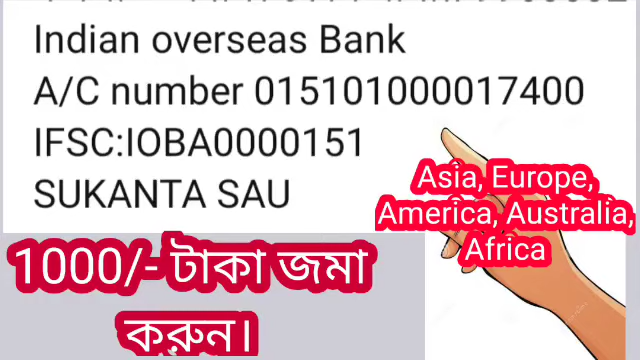 Indian overseas Bank
A/C number 015101000017400
IFSC:IOBA0000151
SUKANTA SAU
Asia, Europe,
America, Australia,
Africa
1000/- টাকা জমা
করুন।